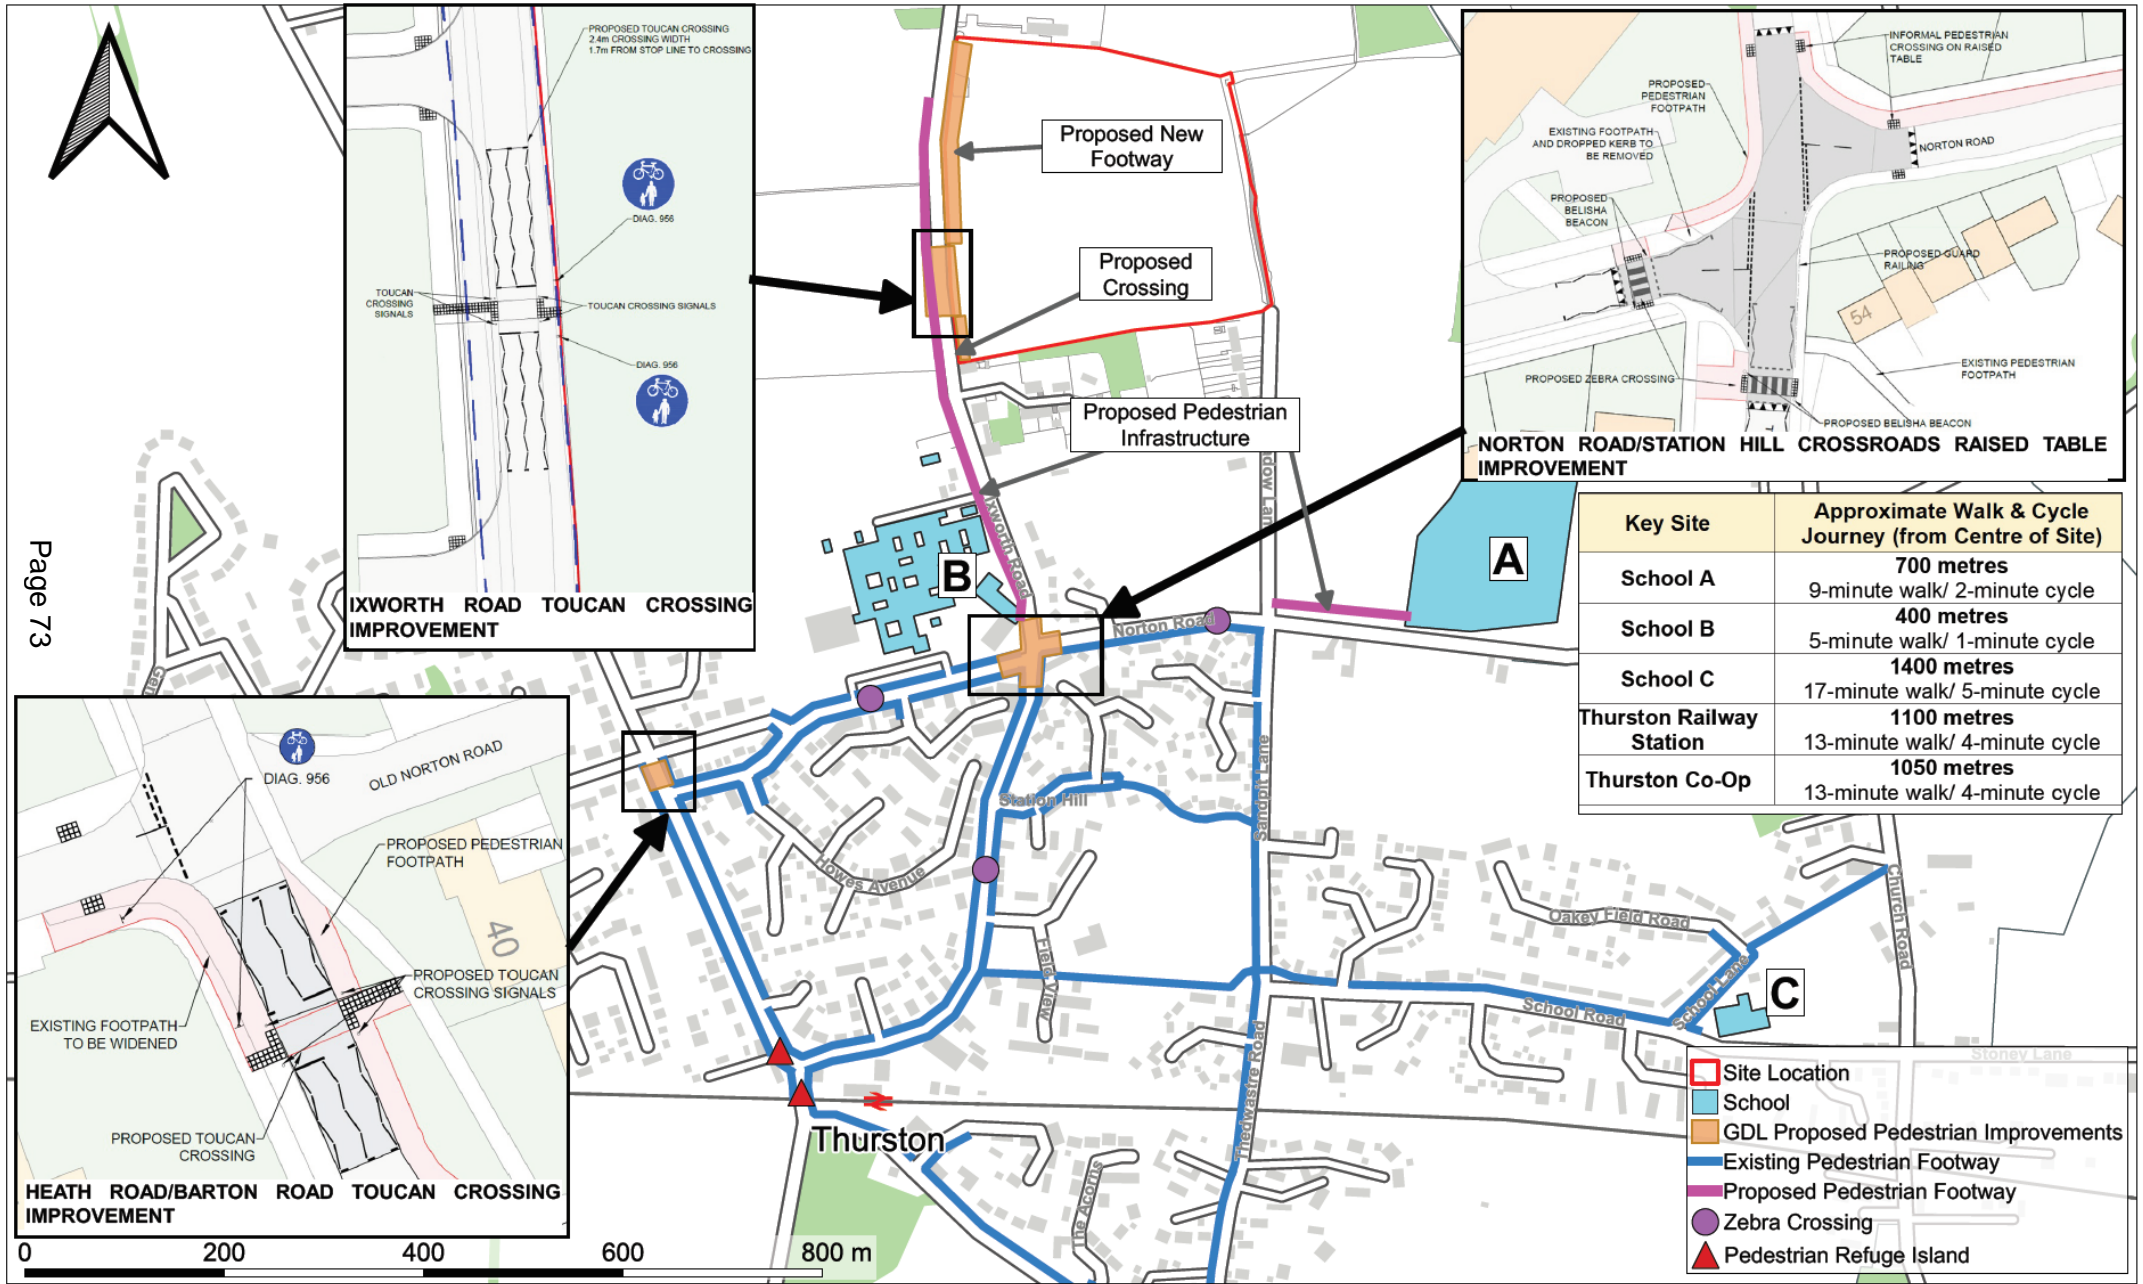 PROPOSED TOUCAN CROSSING
2.4m CROSSING WIDTH
1.7m FROM STOP LINE TO CROSSING
DIAG. 956
TOUCAN
CROSSING
SIGNALS
TOUCAN CROSSING SIGNALS
DIAG. 956
IXWORTH ROAD TOUCAN CROSSING
IMPROVEMENT
Proposed New
Footway
Proposed
Crossing
Proposed Pedestrian
Infrastructure
INFORMAL PEDESTRIAN
CROSSING ON RAISED
TABLE
PROPOSED
PEDESTRIAN
FOOTPATH
EXISTING FOOTPATH
AND DROPPED KERB TO
BE REMOVED
NORTON ROAD
PROPOSED
BELISHA
BEACON
PROPOSED GUARD
RAILING
54
EXISTING PEDESTRIAN
FOOTPATH
PROPOSED ZEBRA CROSSING
PROPOSED BELISHA BEACON
NORTON ROAD/STATION HILL CROSSROADS RAISED TABLE
IMPROVEMENT
Key Site
Approximate Walk & Cycle
Journey (from Centre of Site)
School A
700 metres
9-minute walk/ 2-minute cycle
School B
400 metres
5-minute walk/ 1-minute cycle
School C
1400 metres
17-minute walk/ 5-minute cycle
Thurston Railway
Station
1100 metres
13-minute walk/ 4-minute cycle
Thurston Co-Op
1050 metres
13-minute walk/ 4-minute cycle
Page 73
A
B
C
Ixworth Road
Norton Road
Station Hill
Sandpit Lane
Howes Avenue
Field View
Oakey Field Road
School Lane
School Road
Church Road
Stoney Lane
Thedwastre Road
The Acorns
Thurston
DIAG. 956
OLD NORTON ROAD
PROPOSED PEDESTRIAN
FOOTPATH
40
PROPOSED TOUCAN
CROSSING SIGNALS
EXISTING FOOTPATH
TO BE WIDENED
PROPOSED TOUCAN
CROSSING
HEATH ROAD/BARTON ROAD TOUCAN CROSSING
IMPROVEMENT
0 200 400 600 800 m
Site Location
School
GDL Proposed Pedestrian Improvements
Existing Pedestrian Footway
Proposed Pedestrian Footway
Zebra Crossing
Pedestrian Refuge Island